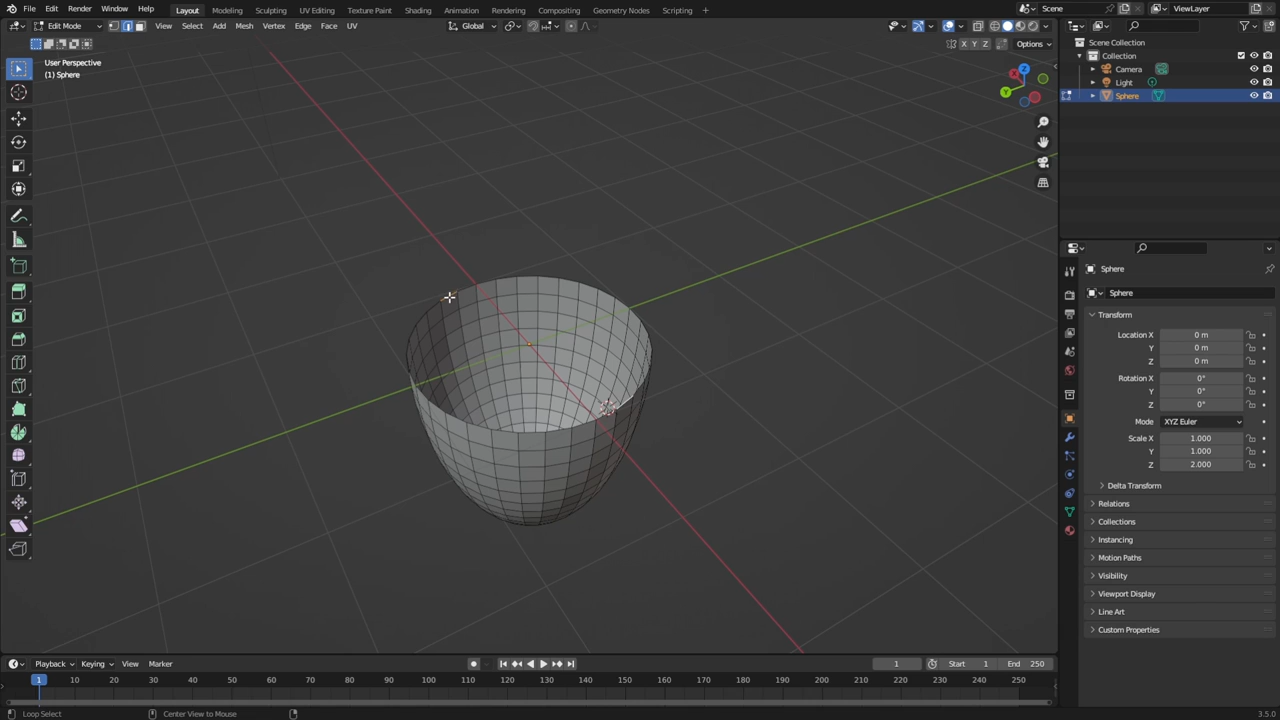 File Edit Render Window Help
Layout Modeling Sculpting UV Editing Texture Paint Shading Animation Rendering Compositing Geometry Nodes Scripting +
Scene
ViewLayer
Edit Mode
View Select Add Mesh Vertex Edge Face UV
Global
X Y Z
Options
User Perspective
(1) Sphere
Z
Y
Scene Collection
Collection
Camera
Light
Sphere
Sphere
Sphere
Transform
Location X 0 m
Y 0 m
Z 0 m
Rotation X 0°
Y 0°
Z 0°
Mode XYZ Euler
Scale X 1.000
Y 1.000
Z 2.000
Delta Transform
Relations
Collections
Instancing
Motion Paths
Visibility
Viewport Display
Line Art
Custom Properties
Playback Keying View Marker
1
Start 1
End 250
1 10 20 30 40 50 60 70 80 90 100 110 120 130 140 150 160 170 180 190 200 210 220 230 240 250
Loop Select
Center View to Mouse
3.5.0